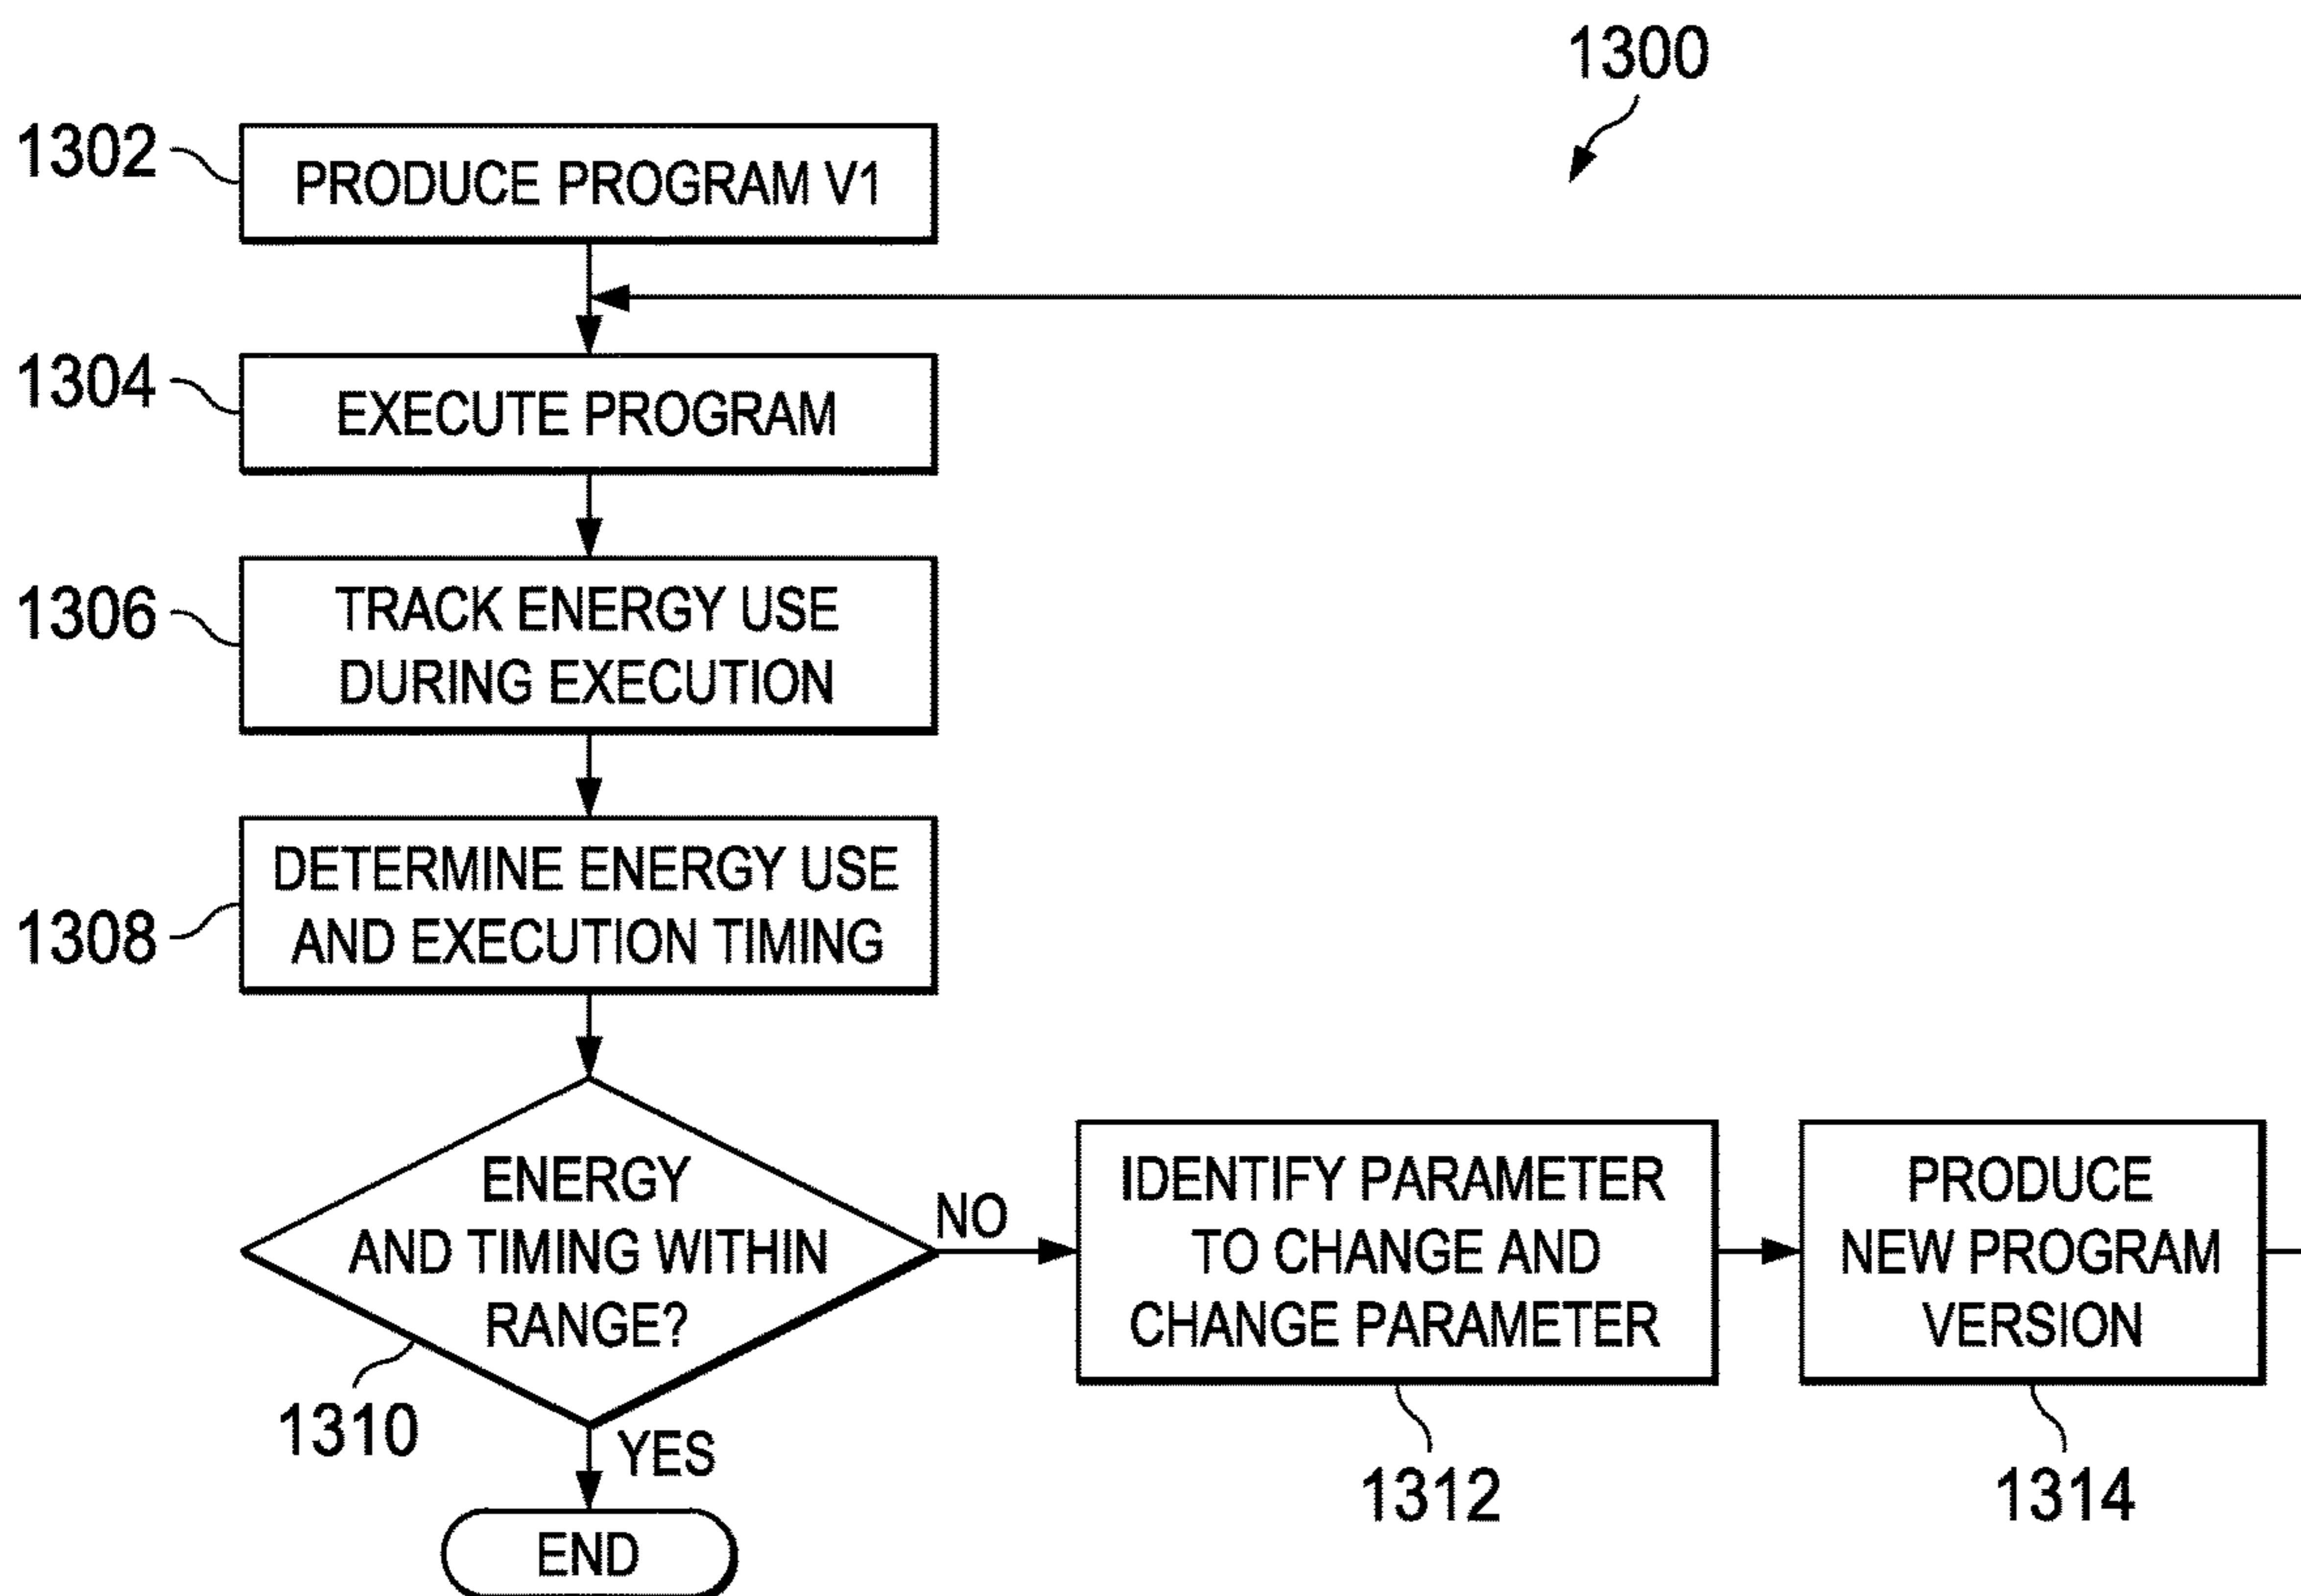 1300
1302
PRODUCE PROGRAM V1
1304
EXECUTE PROGRAM
1306
TRACK ENERGY USE
DURING EXECUTION
1308
DETERMINE ENERGY USE
AND EXECUTION TIMING
ENERGY
AND TIMING WITHIN
RANGE?
1310
NO
IDENTIFY PARAMETER
TO CHANGE AND
CHANGE PARAMETER
1312
PRODUCE
NEW PROGRAM
VERSION
1314
YES
END